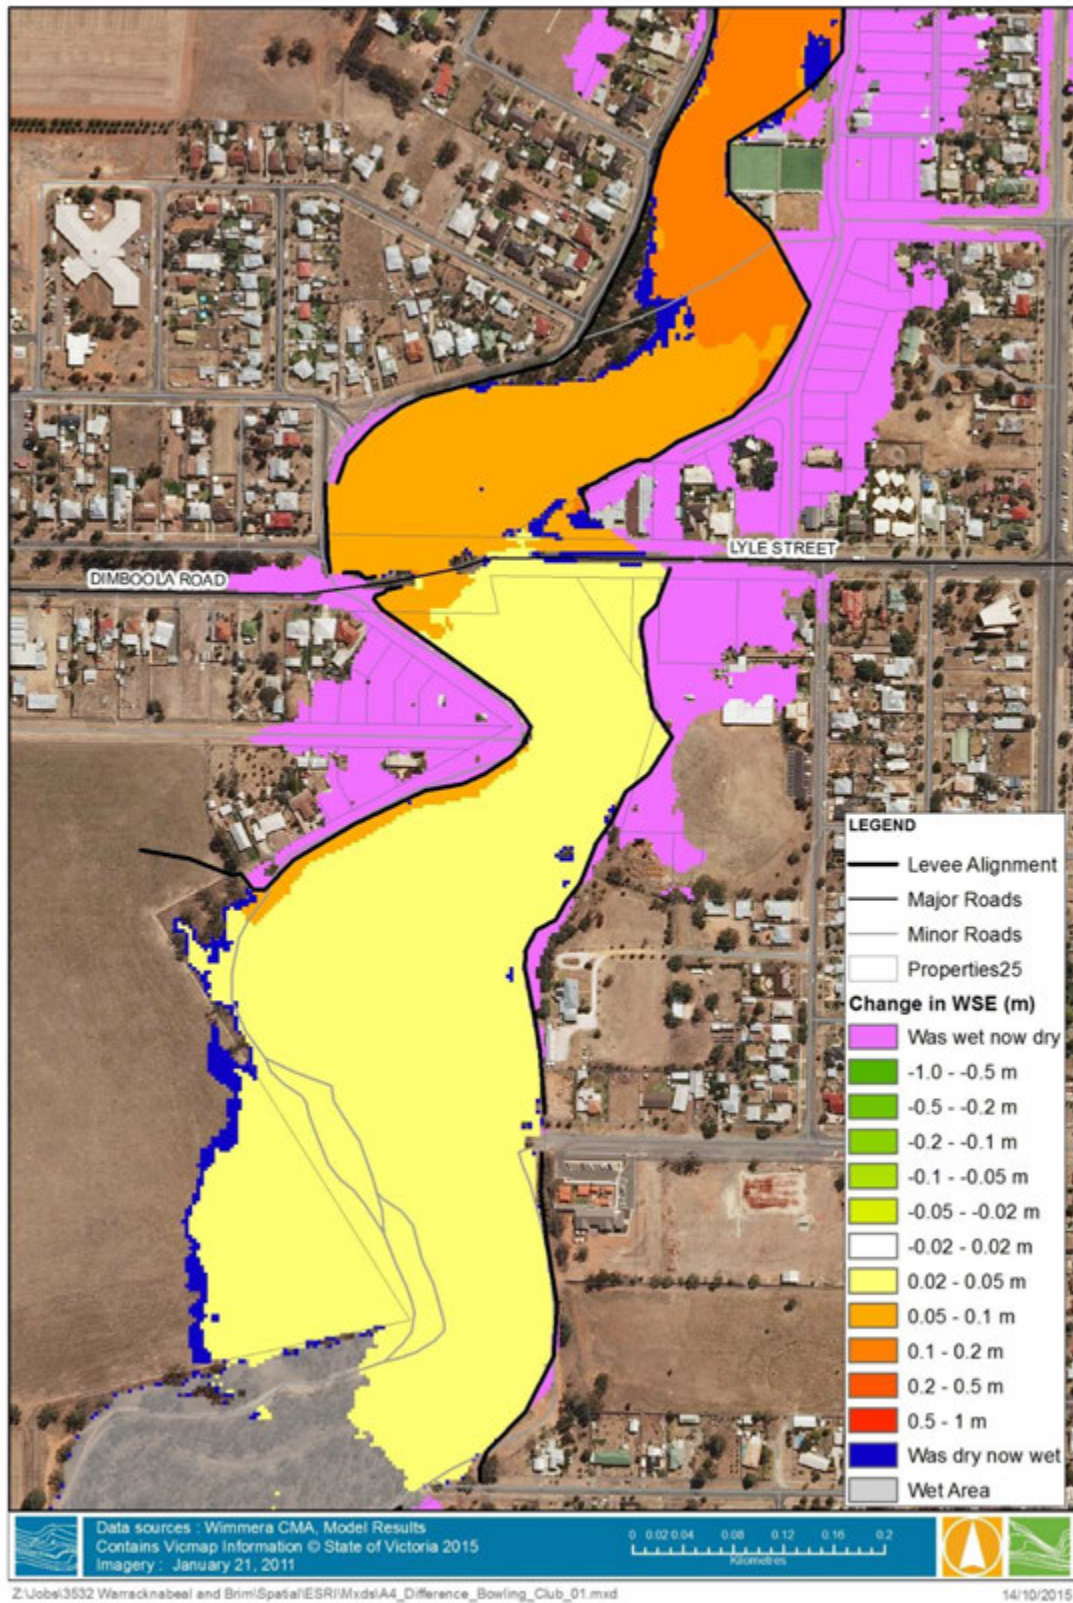 LYLE STREET
DIMBOOLA ROAD
LEGEND
Levee Alignment
Major Roads
Minor Roads
Properties25
Change in WSE (m)
Was wet now dry
-1.0 - -0.5 m
-0.5 - -0.2 m
-0.2 - -0.1 m
-0.1 - -0.05 m
-0.05 - -0.02 m
-0.02 - 0.02 m
0.02 - 0.05 m
0.05 - 0.1 m
0.1 - 0.2 m
0.2 - 0.5 m
0.5 - 1 m
Was dry now wet
Wet Area
Data sources : Wimmera CMA, Model Results
Contains Vicmap Information © State of Victoria 2015
Imagery : January 21, 2011
0 0.02 0.04 0.08 0.12 0.16 0.2
Kilometres
Z:\Jobs\3532 Warracknabeal and Brim\Spatial\ESRI\Mxds\A4_Difference_Bowling_Club_01.mxd
14/10/2015